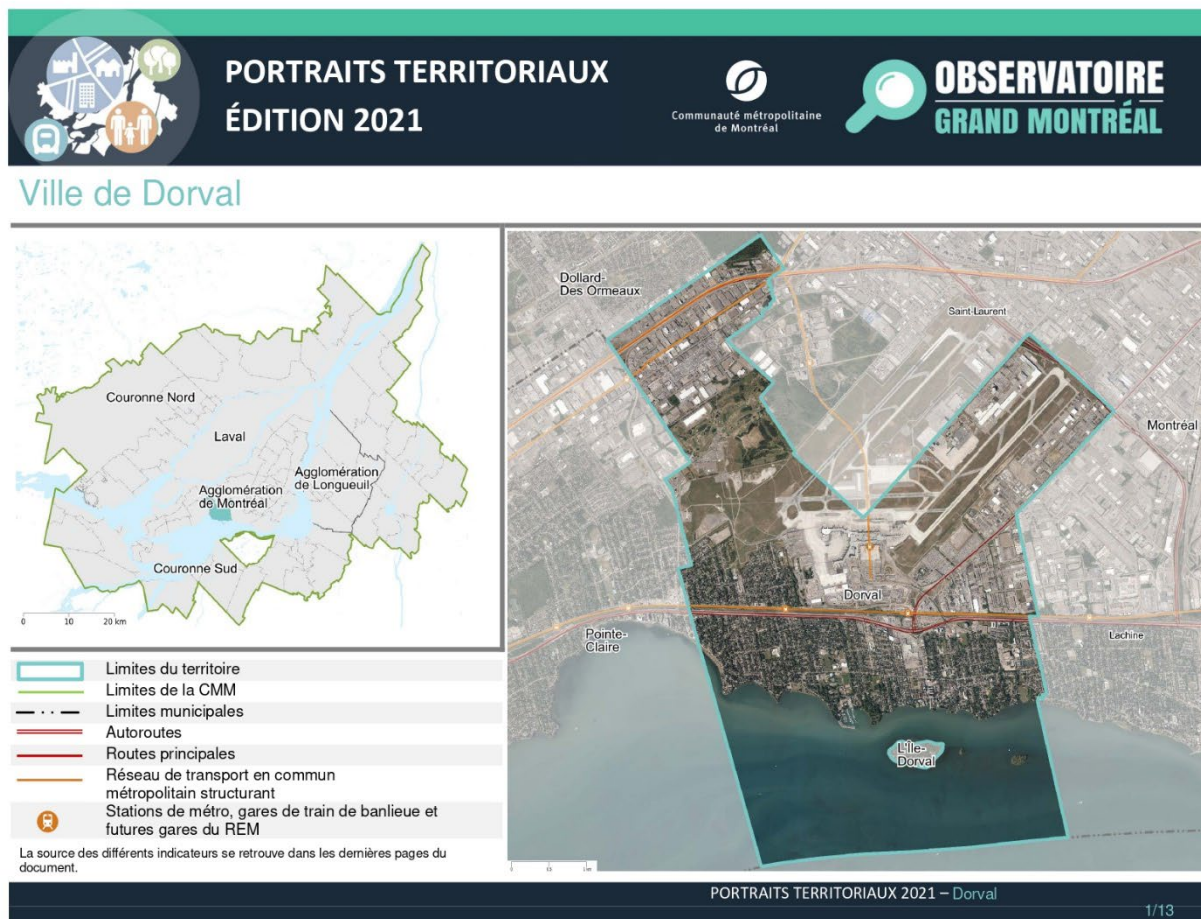 PORTRAITS TERRITORIAUX
ÉDITION 2021
Communauté métropolitaine
de Montréal
OBSERVATOIRE
GRAND MONTRÉAL
Ville de Dorval
Couronne Nord
Laval
Agglomération
de Longueuil
Agglomération
de Montréal
Couronne Sud
0 10 20 km
Dollard-
Des Ormeaux
Saint-Laurent
Montréal
Dorval
Pointe-
Claire
Lachine
L'Île-
Dorval
Limites du territoire
Limites de la CMM
Limites municipales
Autoroutes
Routes principales
Réseau de transport en commun
métropolitain structurant
Stations de métro, gares de train de banlieue et
futures gares du REM
La source des différents indicateurs se retrouve dans les dernières pages du
document.
PORTRAITS TERRITORIAUX 2021 – Dorval
1/13